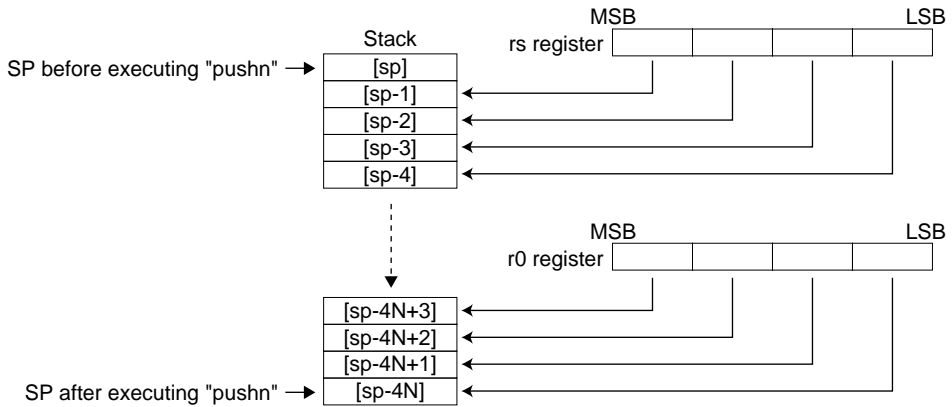 MSB LSB
Stack rs register
SP before executing "pushn" [sp]
[sp-1]
[sp-2]
[sp-3]
[sp-4]
MSB LSB
r0 register
[sp-4N+3]
[sp-4N+2]
[sp-4N+1]
SP after executing "pushn" [sp-4N]